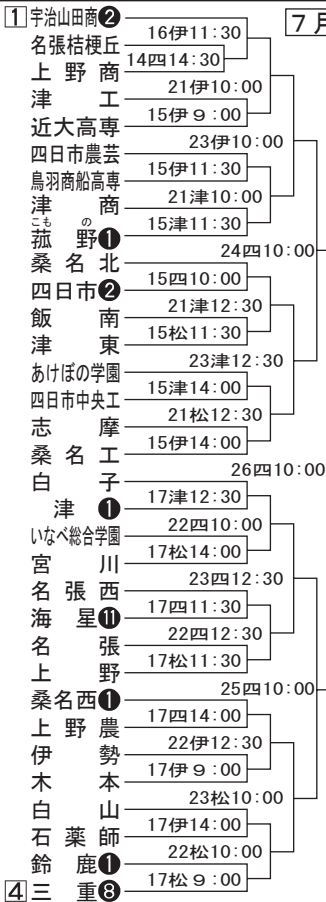 1 宇治山田商❷
16伊11:30
7月
名張桔梗丘
14四14:30
上野商
21伊10:00
津工
15伊9:00
近大高専
23伊10:00
四日市農芸
15伊11:30
鳥羽商船高専
21津10:00
津商
15津11:30
こもの
菰野❶
24四10:00
桑名北
15四10:00
四日市❷
21津12:30
飯南
15松11:30
津東
23津12:30
あけぼの学園
15津14:00
四日市中央工
21松12:30
志摩
15伊14:00
桑名工
26四10:00
白子
17津12:30
津❶
22四10:00
いなべ総合学園
17松14:00
宮川
23四12:30
名張西
17四11:30
海星⓫
22四12:30
名張
17松11:30
上野
25四10:00
桑名西❶
17四14:00
上野農
22伊12:30
伊勢
17伊9:00
木本
23松10:00
白山
17伊14:00
石薬師
22松10:00
鈴鹿❶
17松9:00
4 三重❽